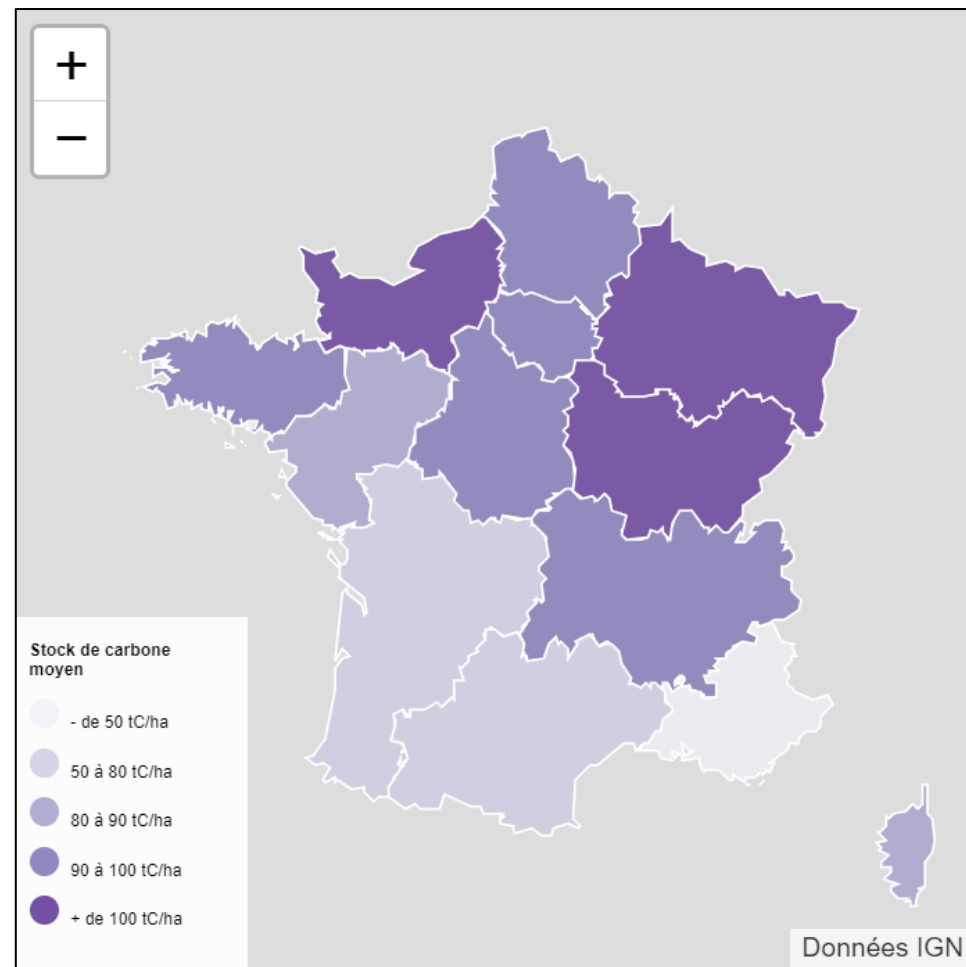 +
−
Stock de carbone
moyen
- de 50 tC/ha
50 à 80 tC/ha
80 à 90 tC/ha
90 à 100 tC/ha
+ de 100 tC/ha
Données IGN